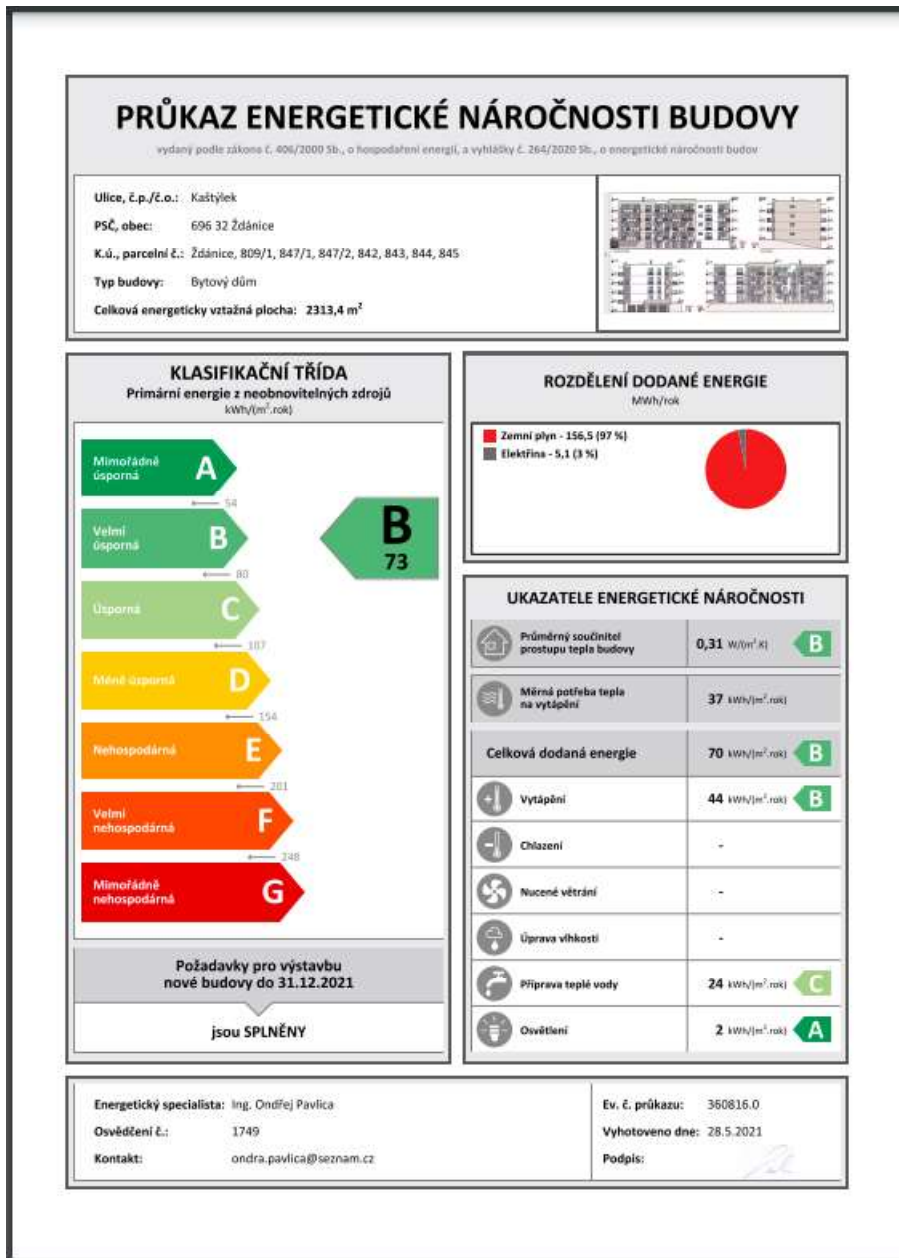 PRŮKAZ ENERGETICKÉ NÁROČNOSTI BUDOVY
vydaný podle zákona č. 406/2000 Sb., o hospodaření energií, a vyhlášky č. 264/2020 Sb., o energetické náročnosti budov
Ulice, č.p./č.o.: Kaštýlek
PSČ, obec: 696 32 Ždánice
K.ú., parcelní č.: Ždánice, 809/1, 847/1, 847/2, 842, 843, 844, 845
Typ budovy: Bytový dům
Celková energeticky vztažná plocha: 2313,4 m²
KLASIFIKAČNÍ TŘÍDA
Primární energie z neobnovitelných zdrojů
kWh/(m².rok)
Mimořádně
úsporná A
54
Velmi
úsporná B
80
Úsporná C
107
Méně úsporná D
154
Nehospodárná E
201
Velmi
nehospodárná F
248
Mimořádně
nehospodárná G
B
73
Požadavky pro výstavbu
nové budovy do 31.12.2021
jsou SPLNĚNY
ROZDĚLENÍ DODANÉ ENERGIE
MWh/rok
Zemní plyn - 156,5 (97 %)
Elektřina - 5,1 (3 %)
UKAZATELE ENERGETICKÉ NÁROČNOSTI
Průměrný součinitel
prostupu tepla budovy 0,31 W/(m².K) B
Měrná potřeba tepla
na vytápění 37 kWh/(m².rok)
Celková dodaná energie 70 kWh/(m².rok) B
Vytápění 44 kWh/(m².rok) B
Chlazení -
Nucené větrání -
Úprava vlhkosti -
Příprava teplé vody 24 kWh/(m².rok) C
Osvětlení 2 kWh/(m².rok) A
Energetický specialista: Ing. Ondřej Pavlica
Osvědčení č.: 1749
Kontakt: ondra.pavlica@seznam.cz
Ev. č. průkazu: 360816.0
Vyhotoveno dne: 28.5.2021
Podpis: